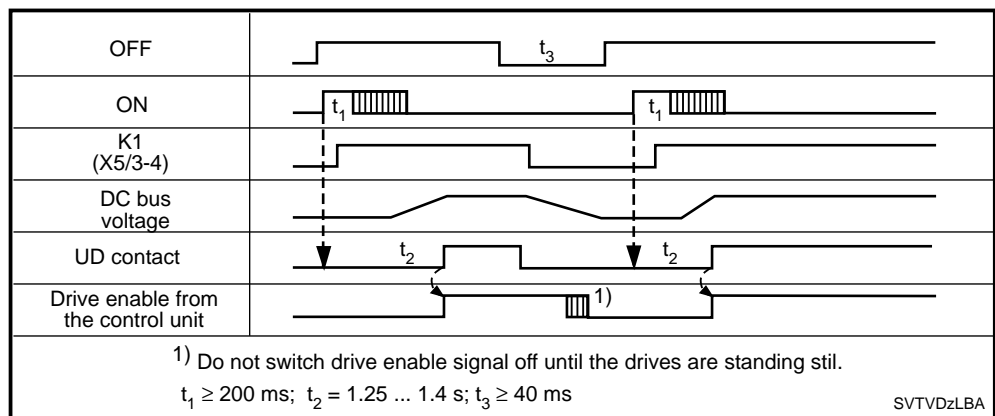 OFF
t3
ON
t1
t1
K1
(X5/3-4)
DC bus
voltage
UD contact
t2
t2
Drive enable from
the control unit
1)
1) Do not switch drive enable signal off until the drives are standing stil.
t1 ≥ 200 ms; t2 = 1.25 ... 1.4 s; t3 ≥ 40 ms
SVTVDzLBA